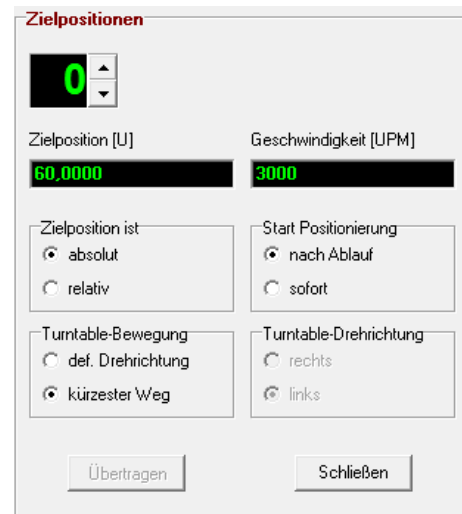 Zielpositionen
0
Zielposition [U] Geschwindigkeit [UPM]
60,0000 3000
Zielposition ist Start Positionierung
absolut nach Ablauf
relativ sofort
Turntable-Bewegung Turntable-Drehrichtung
def. Drehrichtung rechts
kürzester Weg links
Übertragen Schließen